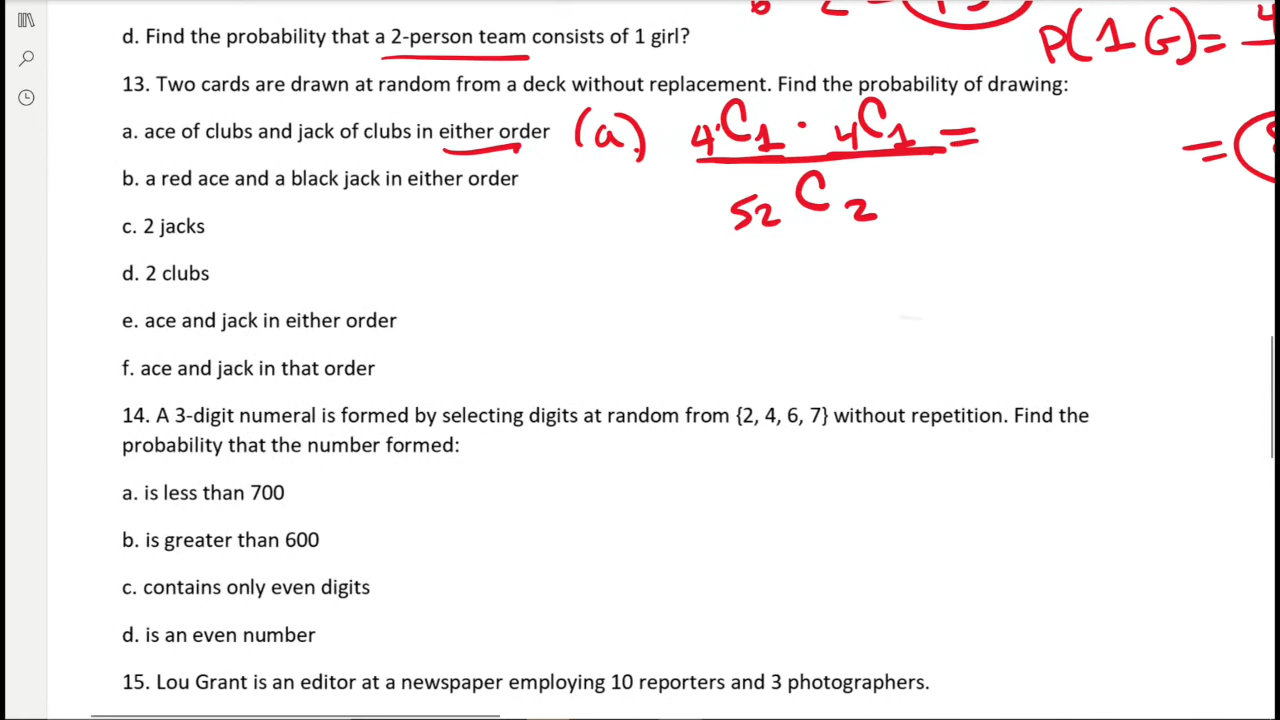 d. Find the probability that a 2-person team consists of 1 girl?
P(1G)=
13. Two cards are drawn at random from a deck without replacement. Find the probability of drawing:
a. ace of clubs and jack of clubs in either order (a) 4C1 · 4C1 =
52C2
=
b. a red ace and a black jack in either order
c. 2 jacks
d. 2 clubs
e. ace and jack in either order
f. ace and jack in that order
14. A 3-digit numeral is formed by selecting digits at random from {2, 4, 6, 7} without repetition. Find the
probability that the number formed:
a. is less than 700
b. is greater than 600
c. contains only even digits
d. is an even number
15. Lou Grant is an editor at a newspaper employing 10 reporters and 3 photographers.